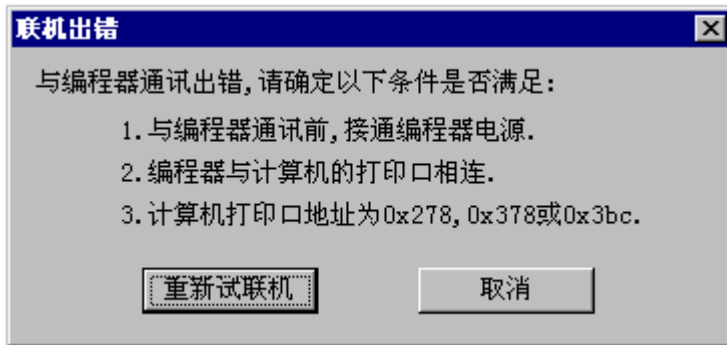 联机出错
与编程器通讯出错,请确定以下条件是否满足:
1.与编程器通讯前,接通编程器电源.
2.编程器与计算机的打印口相连.
3.计算机打印口地址为0x278,0x378或0x3bc.
重新试联机 取消